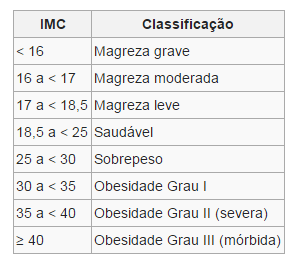 IMC Classificação
< 16 Magreza grave
16 a < 17 Magreza moderada
17 a < 18,5 Magreza leve
18,5 a < 25 Saudável
25 a < 30 Sobrepeso
30 a < 35 Obesidade Grau I
35 a < 40 Obesidade Grau II (severa)
≥ 40 Obesidade Grau III (mórbida)